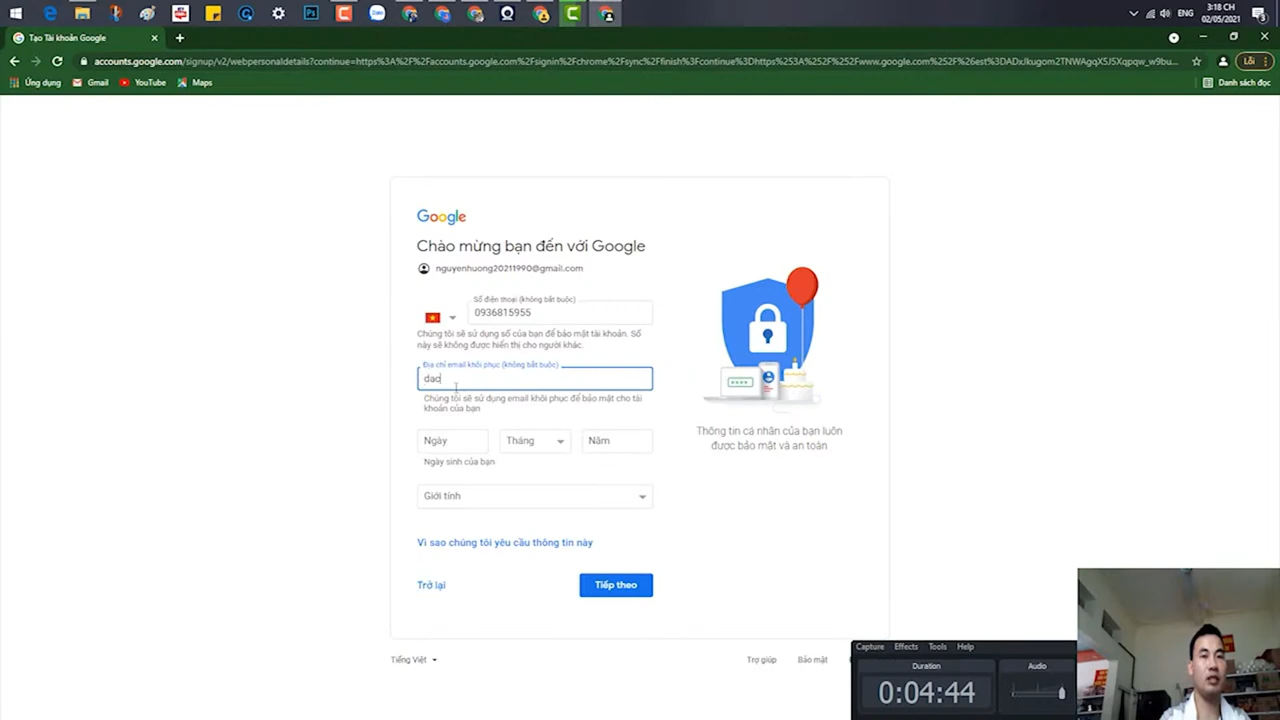 3:18 CH
ENG
02/05/2021
Tạo Tài khoản Google
accounts.google.com/signup/v2/webpersonaldetails?continue=https%3A%2F%2Faccounts.google.com%2Fsignin%2Fchrome%2Fsync%2Ffinish%3Fcontinue%3Dhttps%253A%252F%252Fwww.google.com%252F%26est%3DADxJkugom2TNWAgqX5J5Xqpqw_w9bu...
Lỗi
Ứng dụng
Gmail
YouTube
Maps
Danh sách đọc
Google
Chào mừng bạn đến với Google
nguyenhuong20211990@gmail.com
Số điện thoại (không bắt buộc)
0936815955
Chúng tôi sẽ sử dụng số của bạn để bảo mật tài khoản. Số
này sẽ không được hiển thị cho người khác.
Địa chỉ email khôi phục (không bắt buộc)
dao
Chúng tôi sẽ sử dụng email khôi phục để bảo mật cho tài
khoản của bạn
Ngày
Tháng
Năm
Ngày sinh của bạn
Giới tính
Vì sao chúng tôi yêu cầu thông tin này
Trở lại
Tiếp theo
Thông tin cá nhân của bạn luôn
được bảo mật và an toàn
Tiếng Việt
Trợ giúp
Bảo mật
Capture
Effects
Tools
Help
Duration
Audio
0:04:44